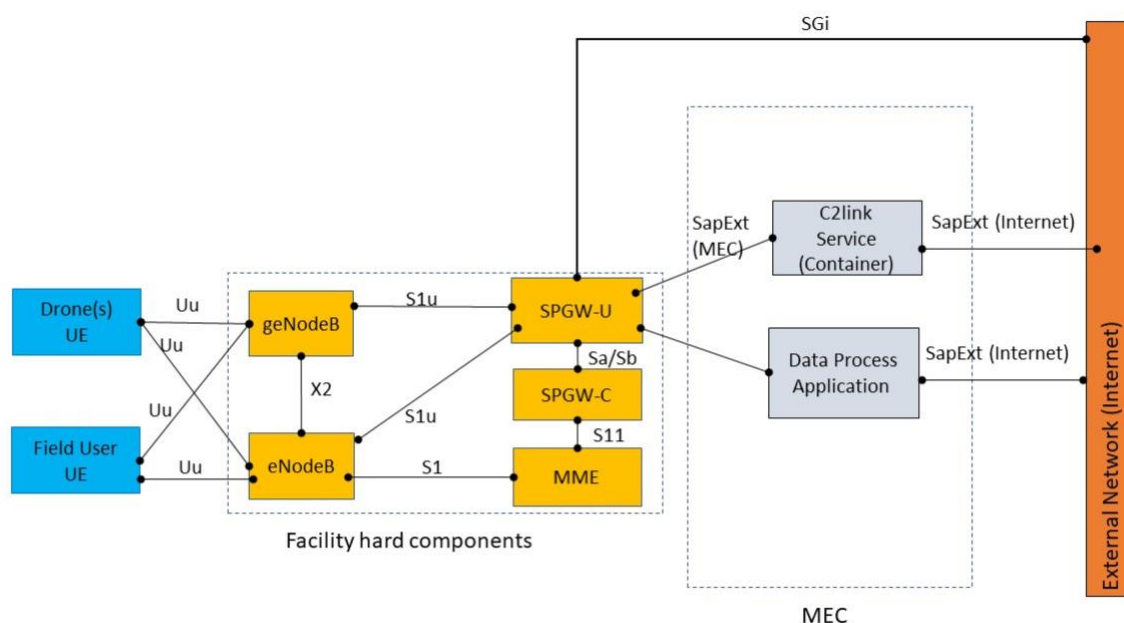 SGi
SapExt
(MEC)
C2link
Service
(Container)
SapExt (Internet)
Drone(s)
UE
Uu
Uu
geNodeB
S1u
SPGW-U
Sa/Sb
SPGW-C
Data Process
Application
SapExt (Internet)
X2
Uu
Field User
UE
Uu
eNodeB
S1u
S11
S1
MME
Facility hard components
MEC
External Network (Internet)